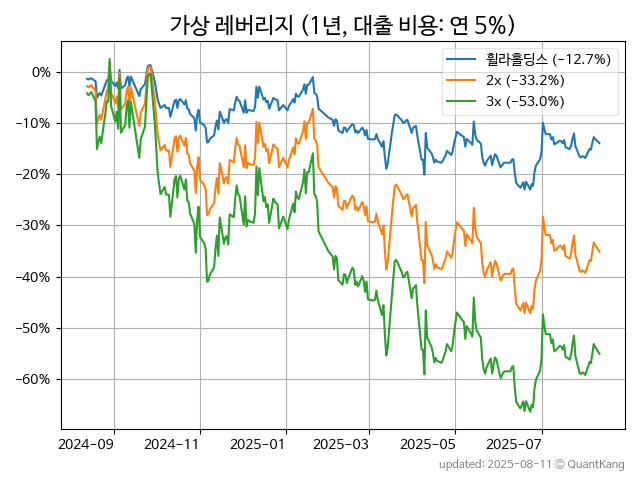 가상 레버리지 (1년, 대출 비용: 연 5%)
휠라홀딩스 (−12.7%)
2x (−33.2%)
3x (−53.0%)
0%
−10%
−20%
−30%
−40%
−50%
−60%
2024-09 2024-11 2025-01 2025-03 2025-05 2025-07
updated: 2025-08-11 © QuantKang